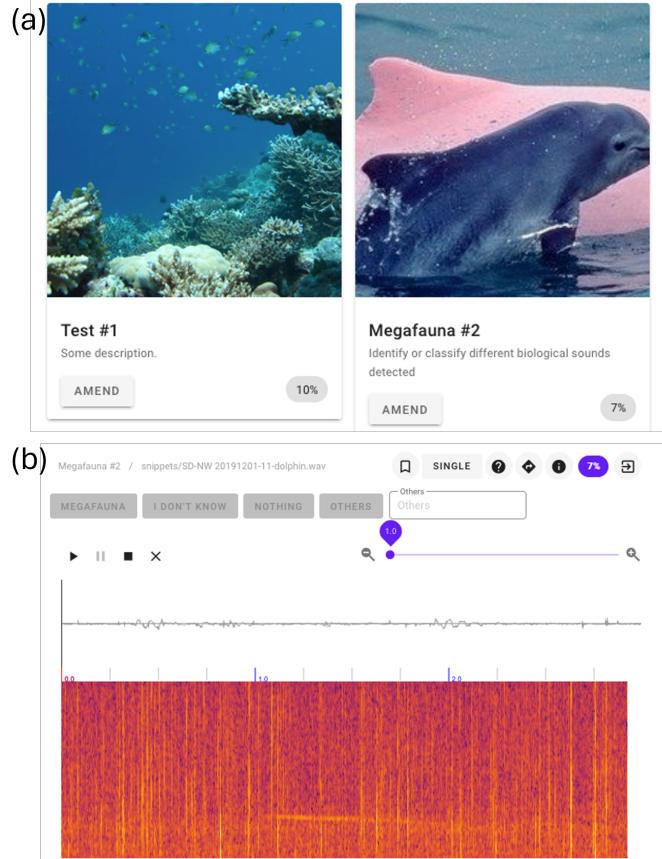 (a)
Test #1
Some description.
AMEND
10%
Megafauna #2
Identify or classify different biological sounds
detected
AMEND
7%
(b)
Megafauna #2 / snippets/SD-NW 20191201-11-dolphin.wav
SINGLE
7%
MEGAFAUNA
I DON'T KNOW
NOTHING
OTHERS
Others
Others
1.0
0.0
1.0
2.0